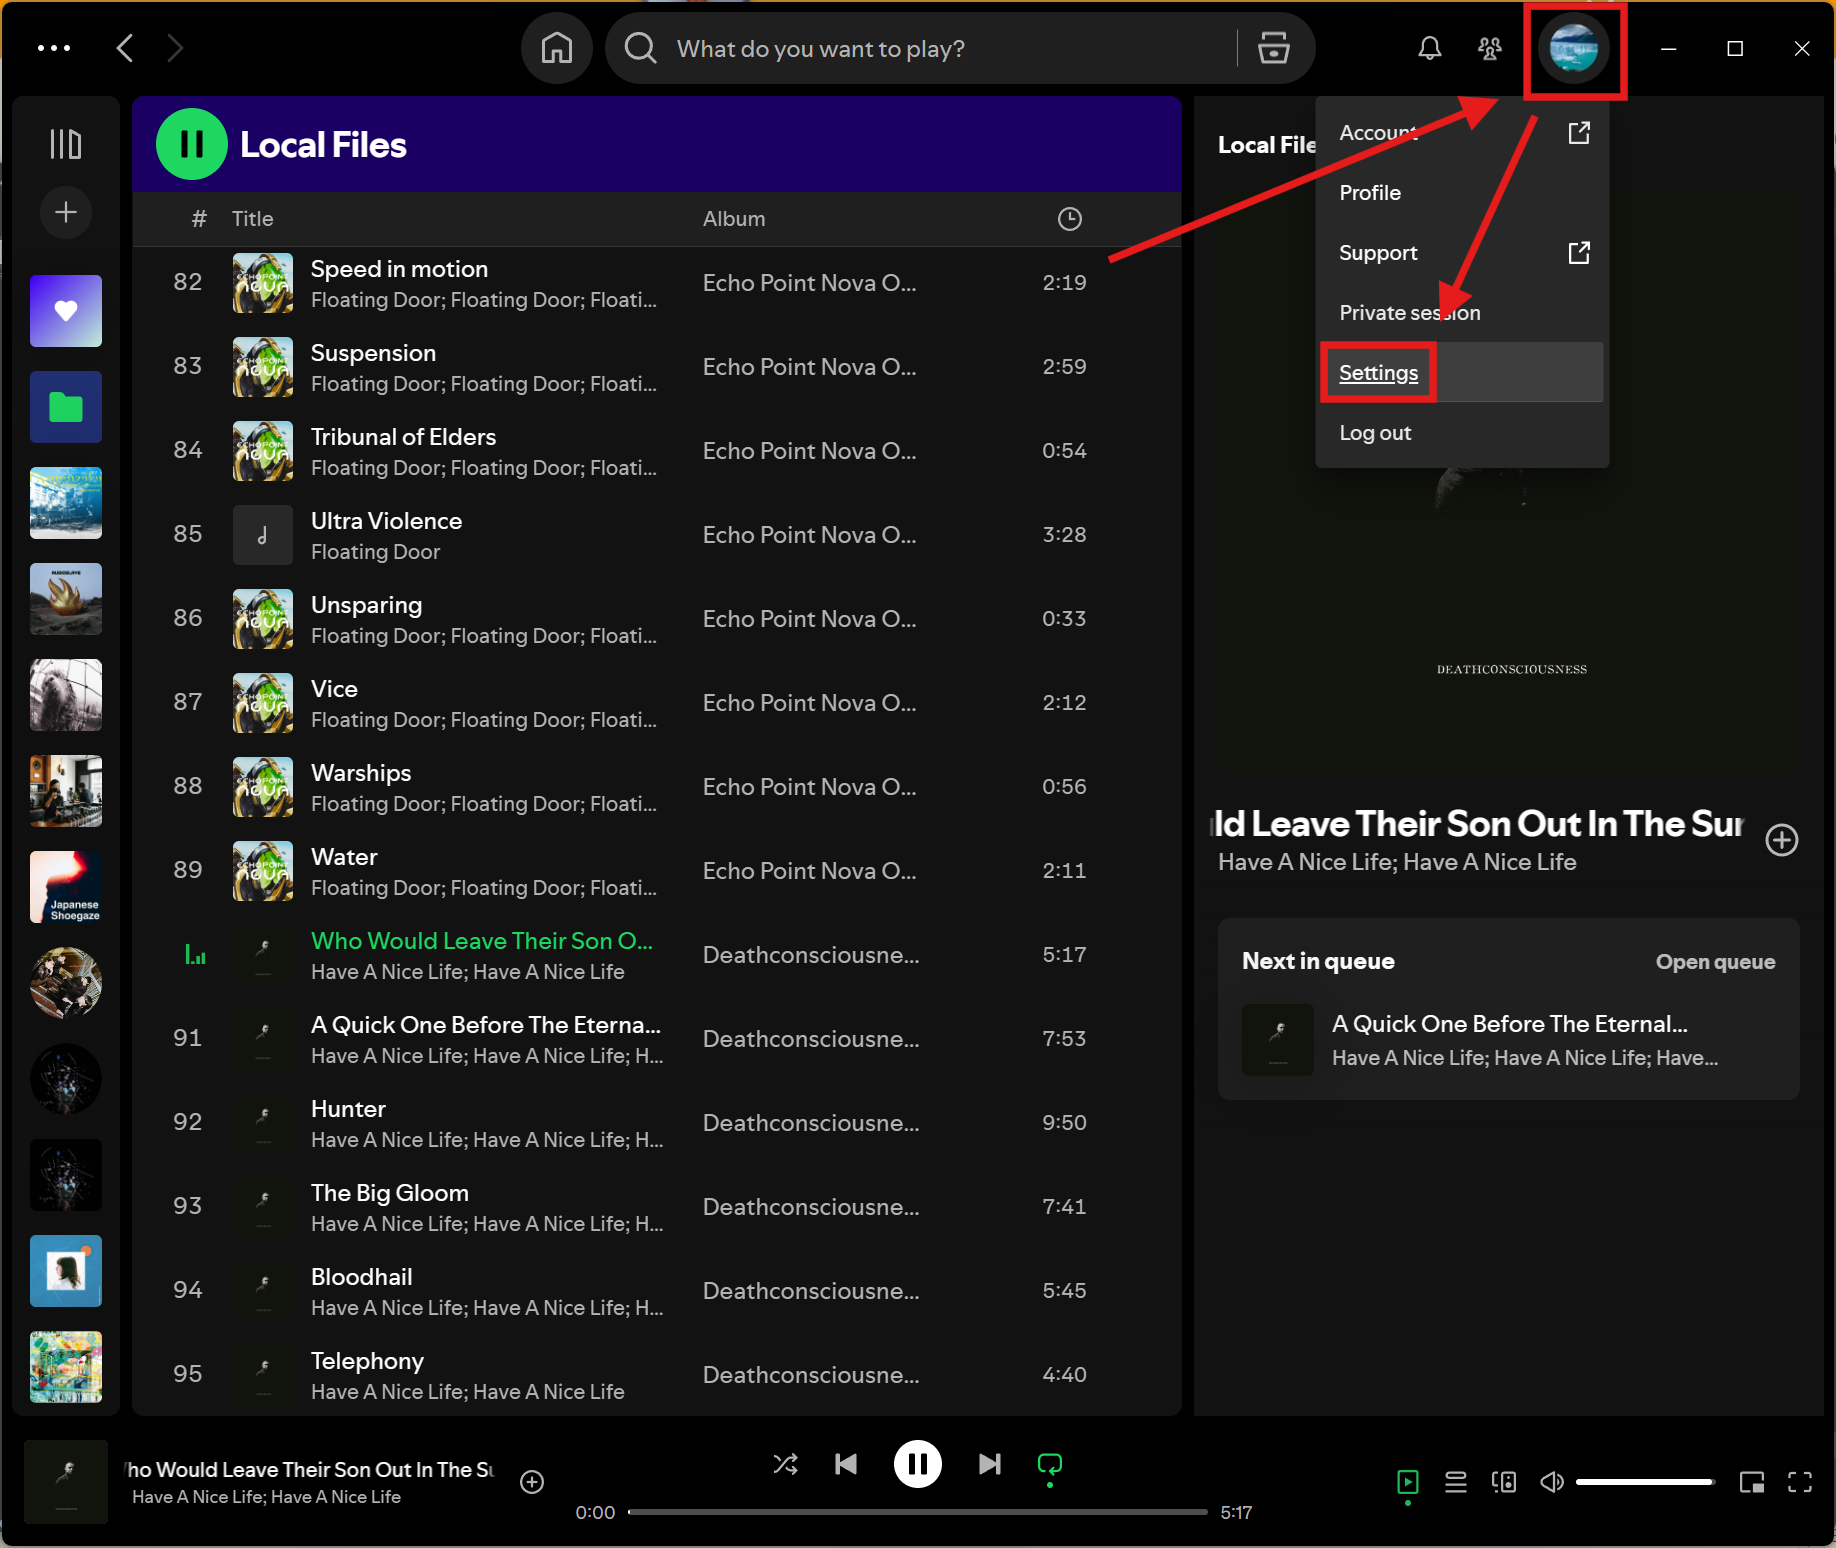 What do you want to play?
Local Files
# Title Album
82 Speed in motion Echo Point Nova O... 2:19
Floating Door; Floating Door; Floati...
83 Suspension Echo Point Nova O... 2:59
Floating Door; Floating Door; Floati...
84 Tribunal of Elders Echo Point Nova O... 0:54
Floating Door; Floating Door; Floati...
85 Ultra Violence Echo Point Nova O... 3:28
Floating Door
86 Unsparing Echo Point Nova O... 0:33
Floating Door; Floating Door; Floati...
87 Vice Echo Point Nova O... 2:12
Floating Door; Floating Door; Floati...
88 Warships Echo Point Nova O... 0:56
Floating Door; Floating Door; Floati...
89 Water Echo Point Nova O... 2:11
Floating Door; Floating Door; Floati...
Who Would Leave Their Son O... Deathconsciousne... 5:17
Have A Nice Life; Have A Nice Life
91 A Quick One Before The Eterna... Deathconsciousne... 7:53
Have A Nice Life; Have A Nice Life; H...
92 Hunter Deathconsciousne... 9:50
Have A Nice Life; Have A Nice Life; H...
93 The Big Gloom Deathconsciousne... 7:41
Have A Nice Life; Have A Nice Life; H...
94 Bloodhail Deathconsciousne... 5:45
Have A Nice Life; Have A Nice Life; H...
95 Telephony Deathconsciousne... 4:40
Have A Nice Life; Have A Nice Life
Japanese
Shoegaze
Local File
Account
Profile
Support
Private session
Settings
Log out
DEATHCONSCIOUSNESS
ld Leave Their Son Out In The Sun
Have A Nice Life; Have A Nice Life
Next in queue Open queue
A Quick One Before The Eternal...
Have A Nice Life; Have A Nice Life; Have...
Who Would Leave Their Son Out In The Su
Have A Nice Life; Have A Nice Life
0:00 5:17